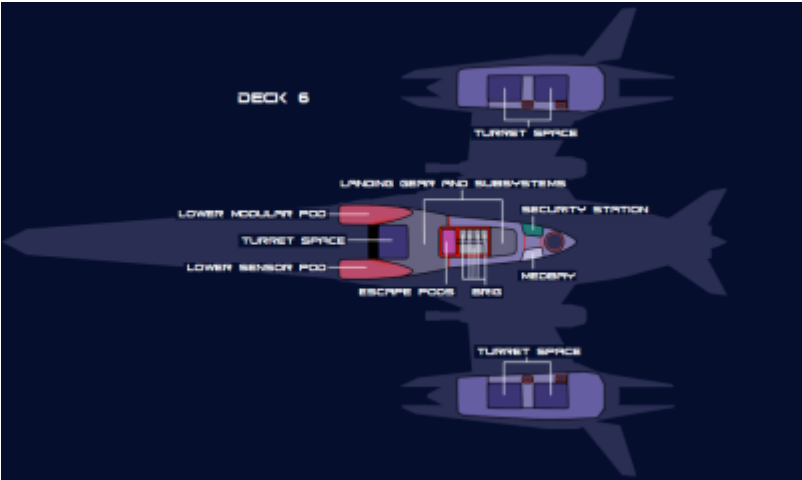 DECK 6
TURRET SPACE
LANDING GEAR AND SUBSYSTEMS
LOWER MODULAR POD
SECURITY STATION
TURRET SPACE
LOWER SENSOR POD
MEDBAY
ESCAPE PODS
BRIG
TURRET SPACE